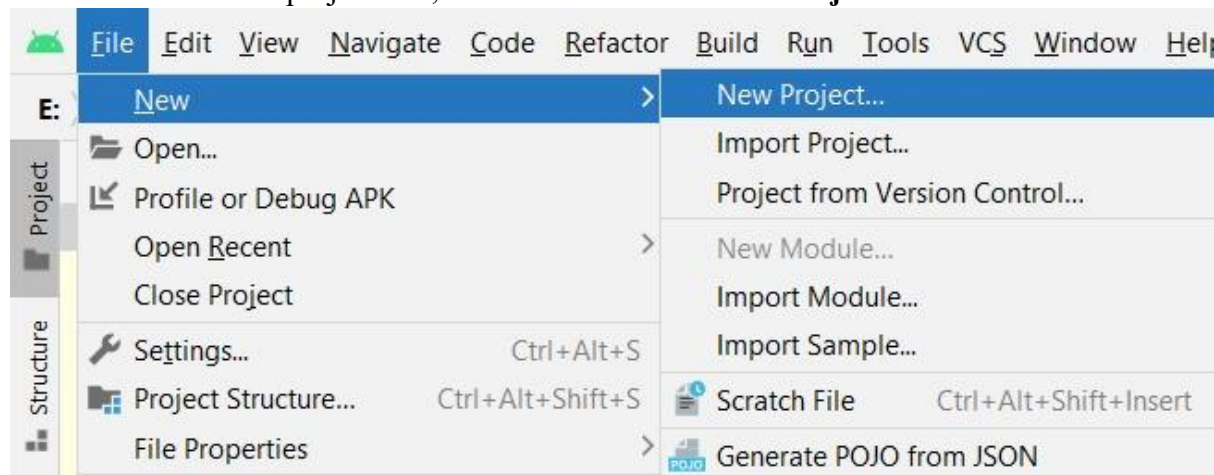 File Edit View Navigate Code Refactor Build Run Tools VCS Window Help
E:
Project
Structure
New
Open...
Profile or Debug APK
Open Recent
Close Project
Settings... Ctrl+Alt+S
Project Structure... Ctrl+Alt+Shift+S
File Properties
New Project...
Import Project...
Project from Version Control...
New Module...
Import Module...
Import Sample...
Scratch File Ctrl+Alt+Shift+Insert
POJO Generate POJO from JSON